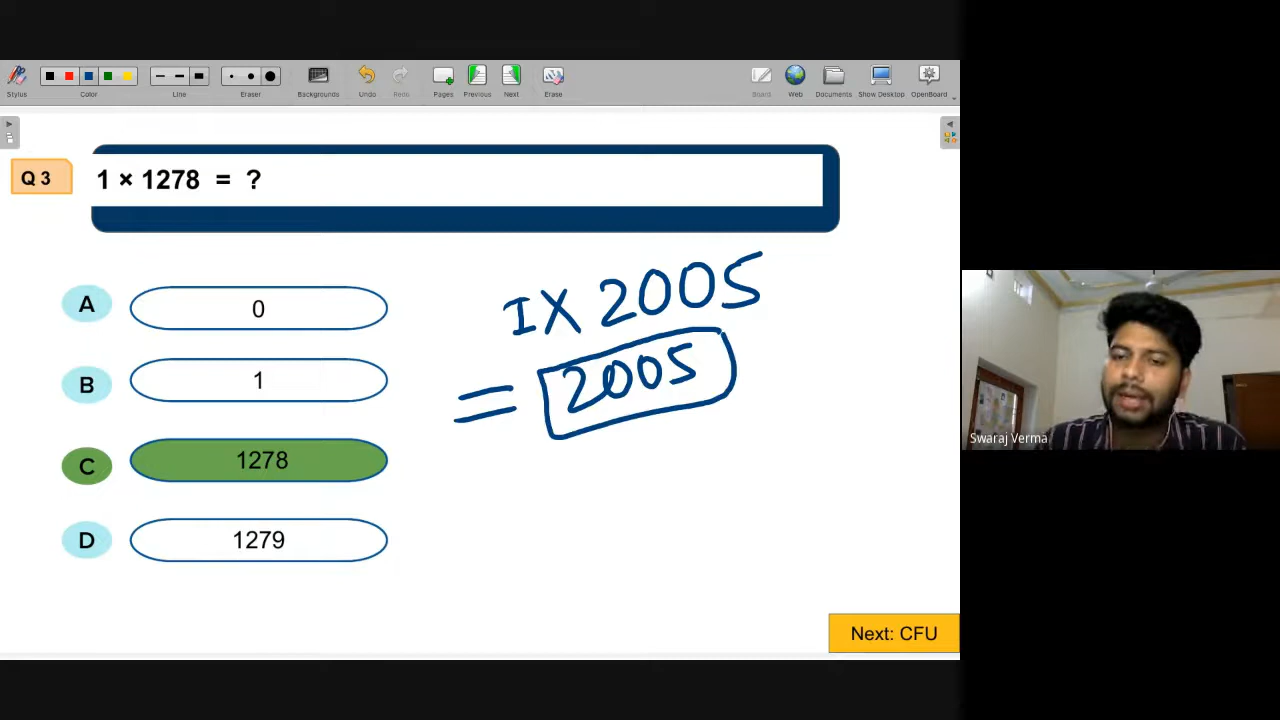 Stylus
Color
Line
Eraser
Backgrounds
Undo
Redo
Pages
Previous
Next
Erase
Board
Web
Documents
Show Desktop
OpenBoard
Q 3
1 × 1278 = ?
A
0
B
1
C
1278
D
1279
1 X 2005
= 2005
Swaraj Verma
Next: CFU